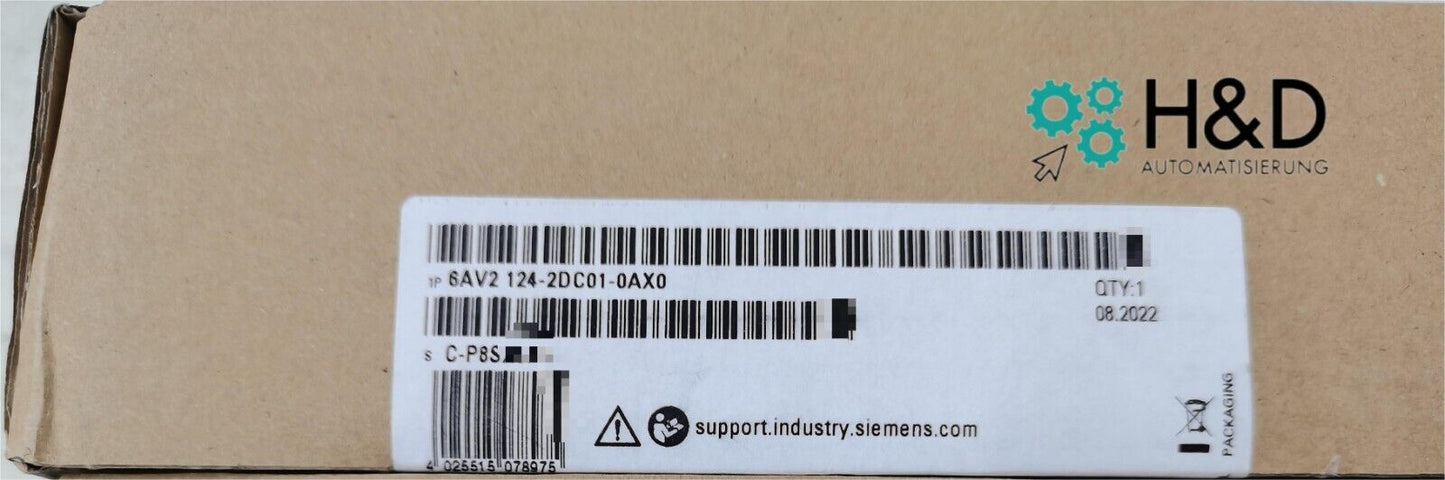 H&D
AUTOMATISIERUNG
1P 6AV2 124-2DC01-0AX0
QTY:1
08.2022
S C-P8S
support.industry.siemens.com
PACKAGING
4 025515 078975